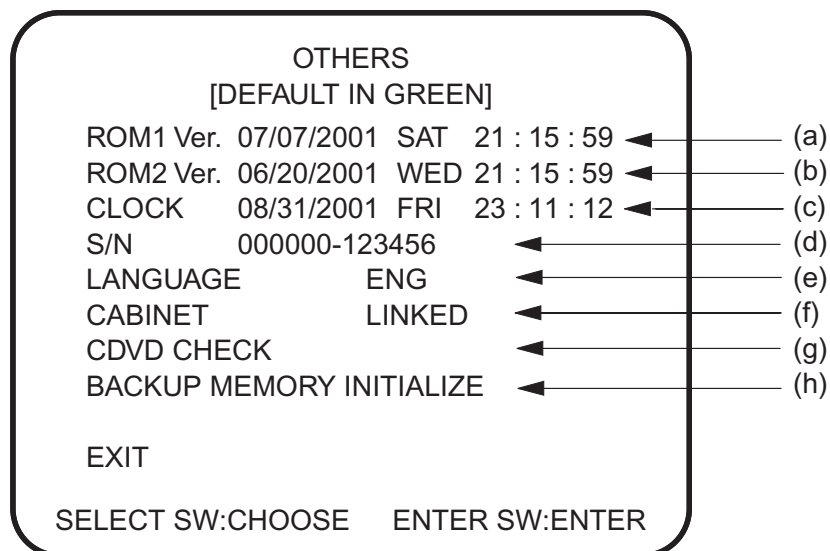 OTHERS
[DEFAULT IN GREEN]
ROM1 Ver. 07/07/2001 SAT 21 : 15 : 59 (a)
ROM2 Ver. 06/20/2001 WED 21 : 15 : 59 (b)
CLOCK 08/31/2001 FRI 23 : 11 : 12 (c)
S/N 000000-123456 (d)
LANGUAGE ENG (e)
CABINET LINKED (f)
CDVD CHECK (g)
BACKUP MEMORY INITIALIZE (h)
EXIT
SELECT SW:CHOOSE ENTER SW:ENTER